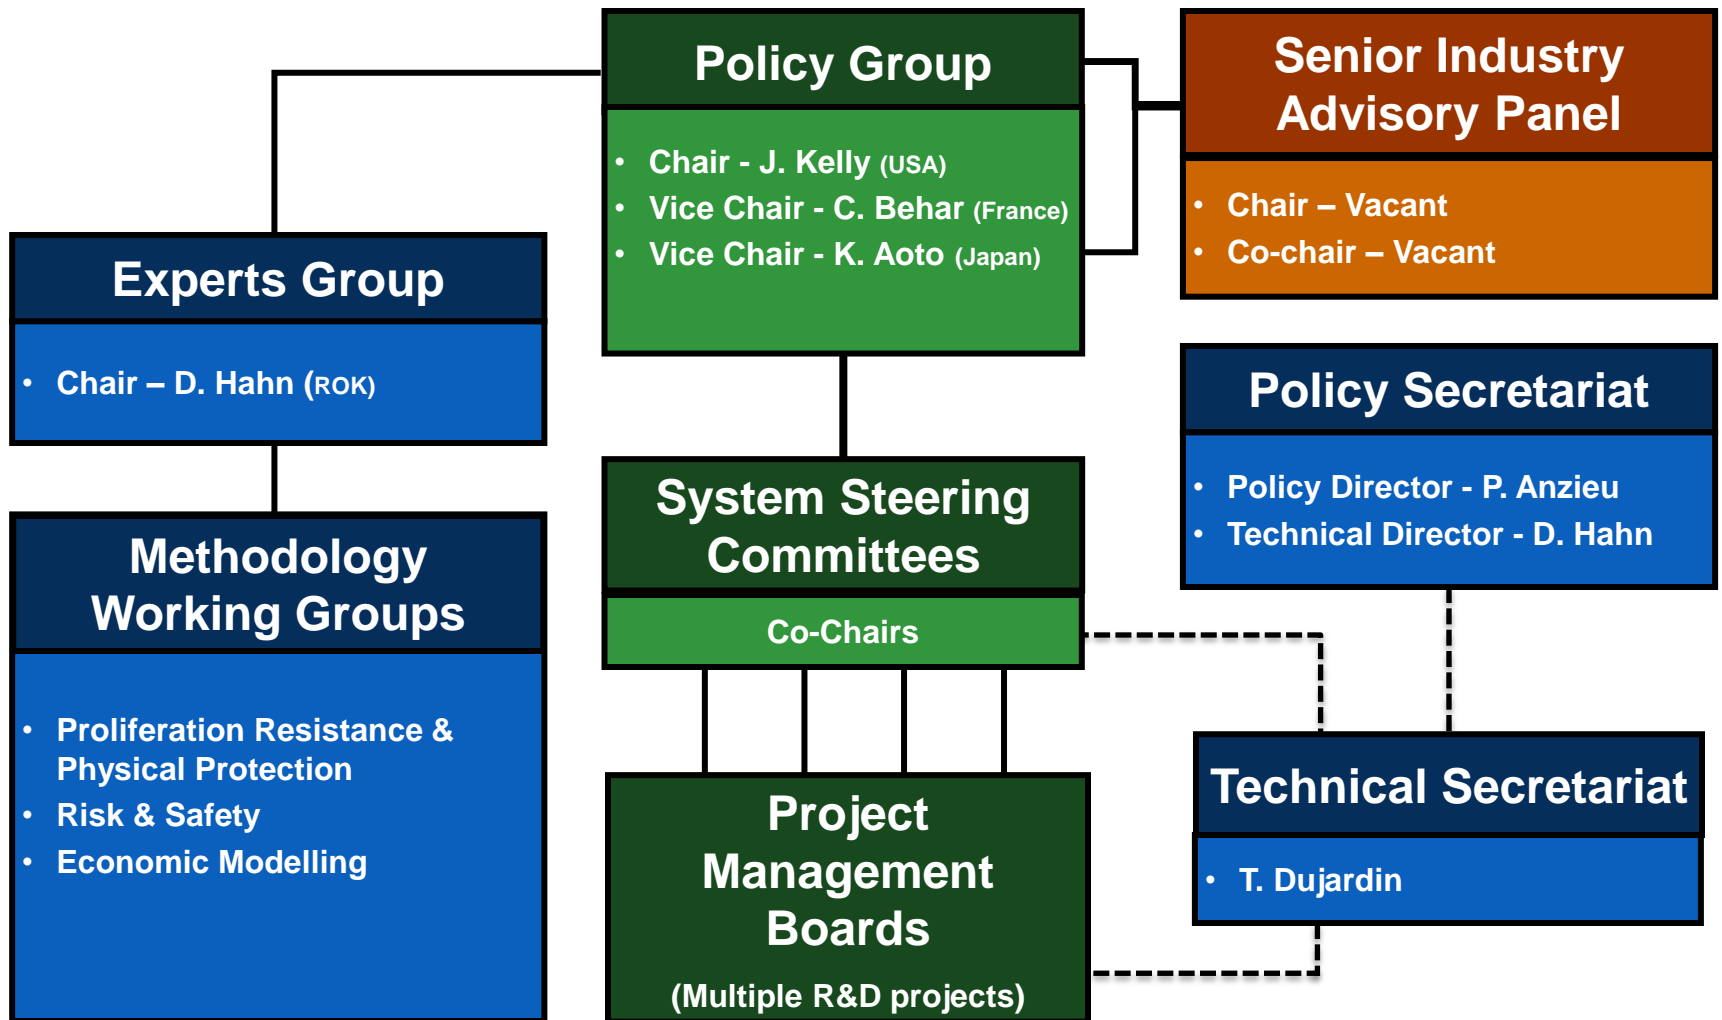 Policy Group
• Chair - J. Kelly (USA)
• Vice Chair - C. Behar (France)
• Vice Chair - K. Aoto (Japan)
Senior Industry
Advisory Panel
• Chair – Vacant
• Co-chair – Vacant
Experts Group
• Chair – D. Hahn (ROK)
Policy Secretariat
• Policy Director - P. Anzieu
• Technical Director - D. Hahn
System Steering
Committees
Co-Chairs
Methodology
Working Groups
• Proliferation Resistance &
Physical Protection
• Risk & Safety
• Economic Modelling
Project
Management
Boards
(Multiple R&D projects)
Technical Secretariat
• T. Dujardin